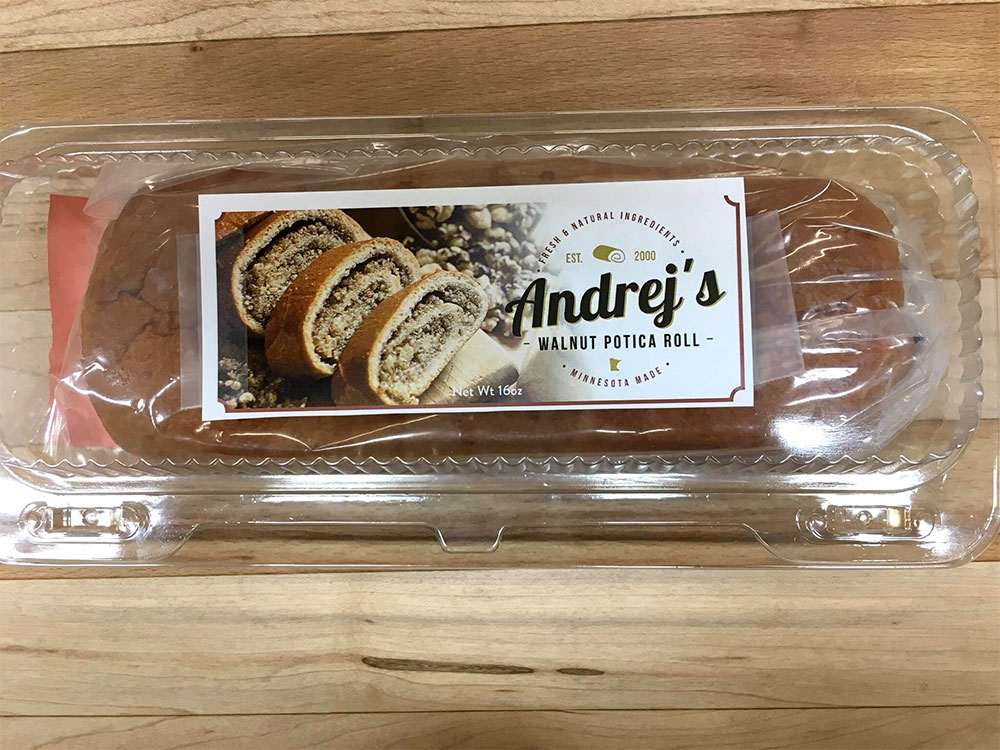 • FRESH & NATURAL INGREDIENTS •
EST. 2000
Andrej's
- WALNUT POTICA ROLL -
• MINNESOTA MADE •
Net Wt 16oz